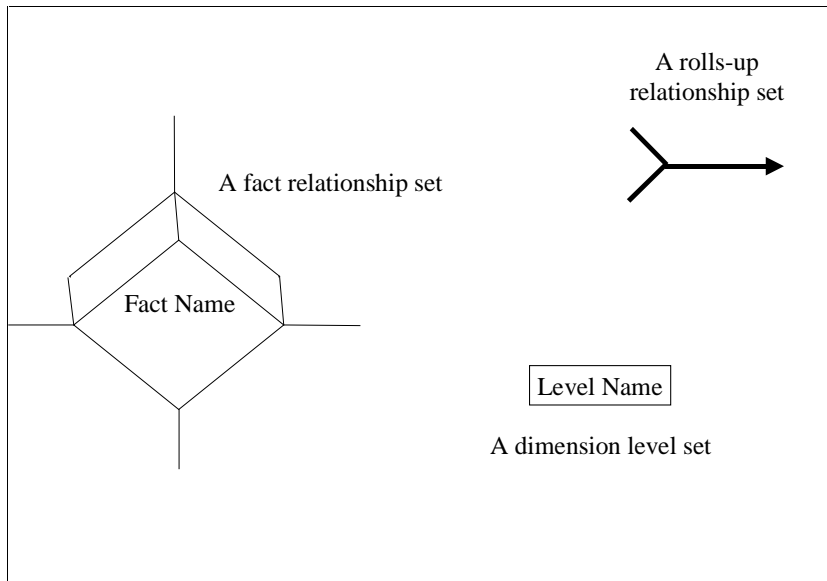 A rolls-up
relationship set
A fact relationship set
Fact Name
Level Name
A dimension level set